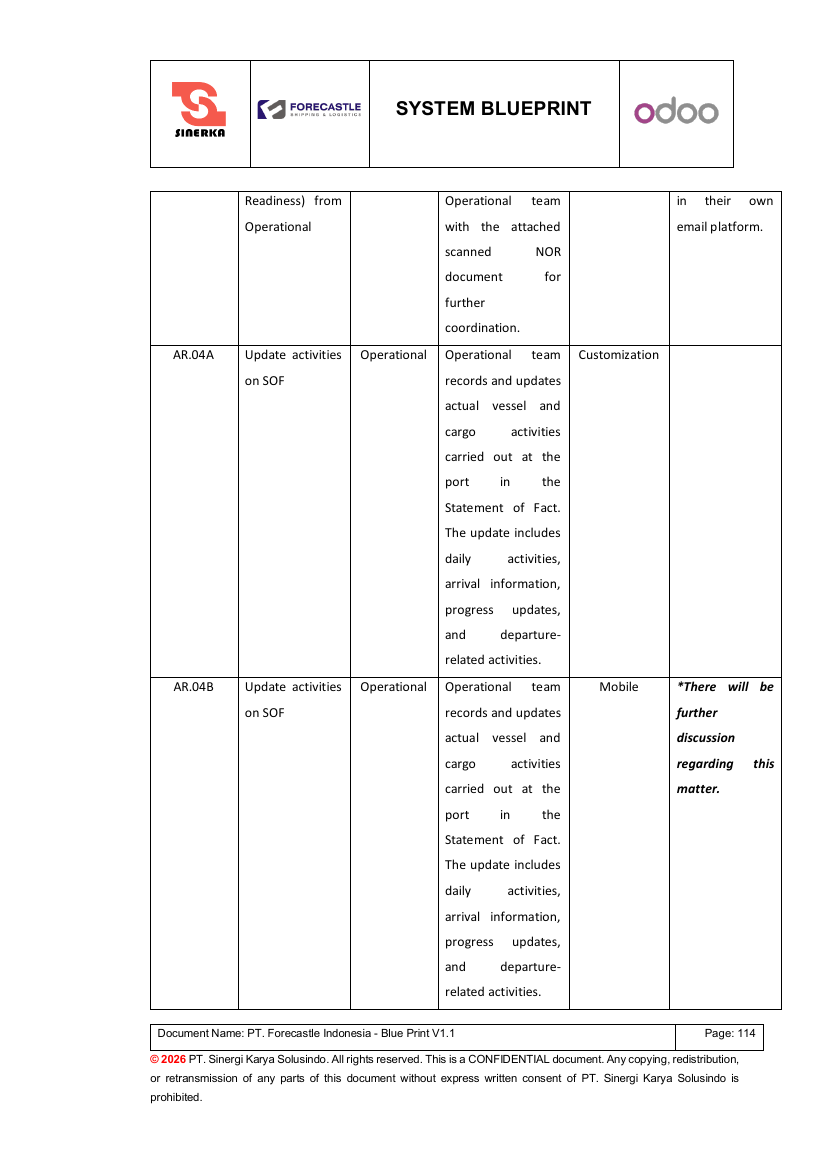 SINERKA
FORECASTLE
SHIPPING & LOGISTICS
SYSTEM BLUEPRINT
odoo
Readiness) from
Operational
Operational team
with the attached
scanned NOR
document for
further
coordination.
in their own
email platform.
AR.04A
Update activities
on SOF
Operational
Operational team
records and updates
actual vessel and
cargo activities
carried out at the
port in the
Statement of Fact.
The update includes
daily activities,
arrival information,
progress updates,
and departure-
related activities.
Customization
AR.04B
Update activities
on SOF
Operational
Operational team
records and updates
actual vessel and
cargo activities
carried out at the
port in the
Statement of Fact.
The update includes
daily activities,
arrival information,
progress updates,
and departure-
related activities.
Mobile
*There will be
further
discussion
regarding this
matter.
Document Name: PT. Forecastle Indonesia - Blue Print V1.1
Page: 114
© 2026 PT. Sinergi Karya Solusindo. All rights reserved. This is a CONFIDENTIAL document. Any copying, redistribution,
or retransmission of any parts of this document without express written consent of PT. Sinergi Karya Solusindo is
prohibited.